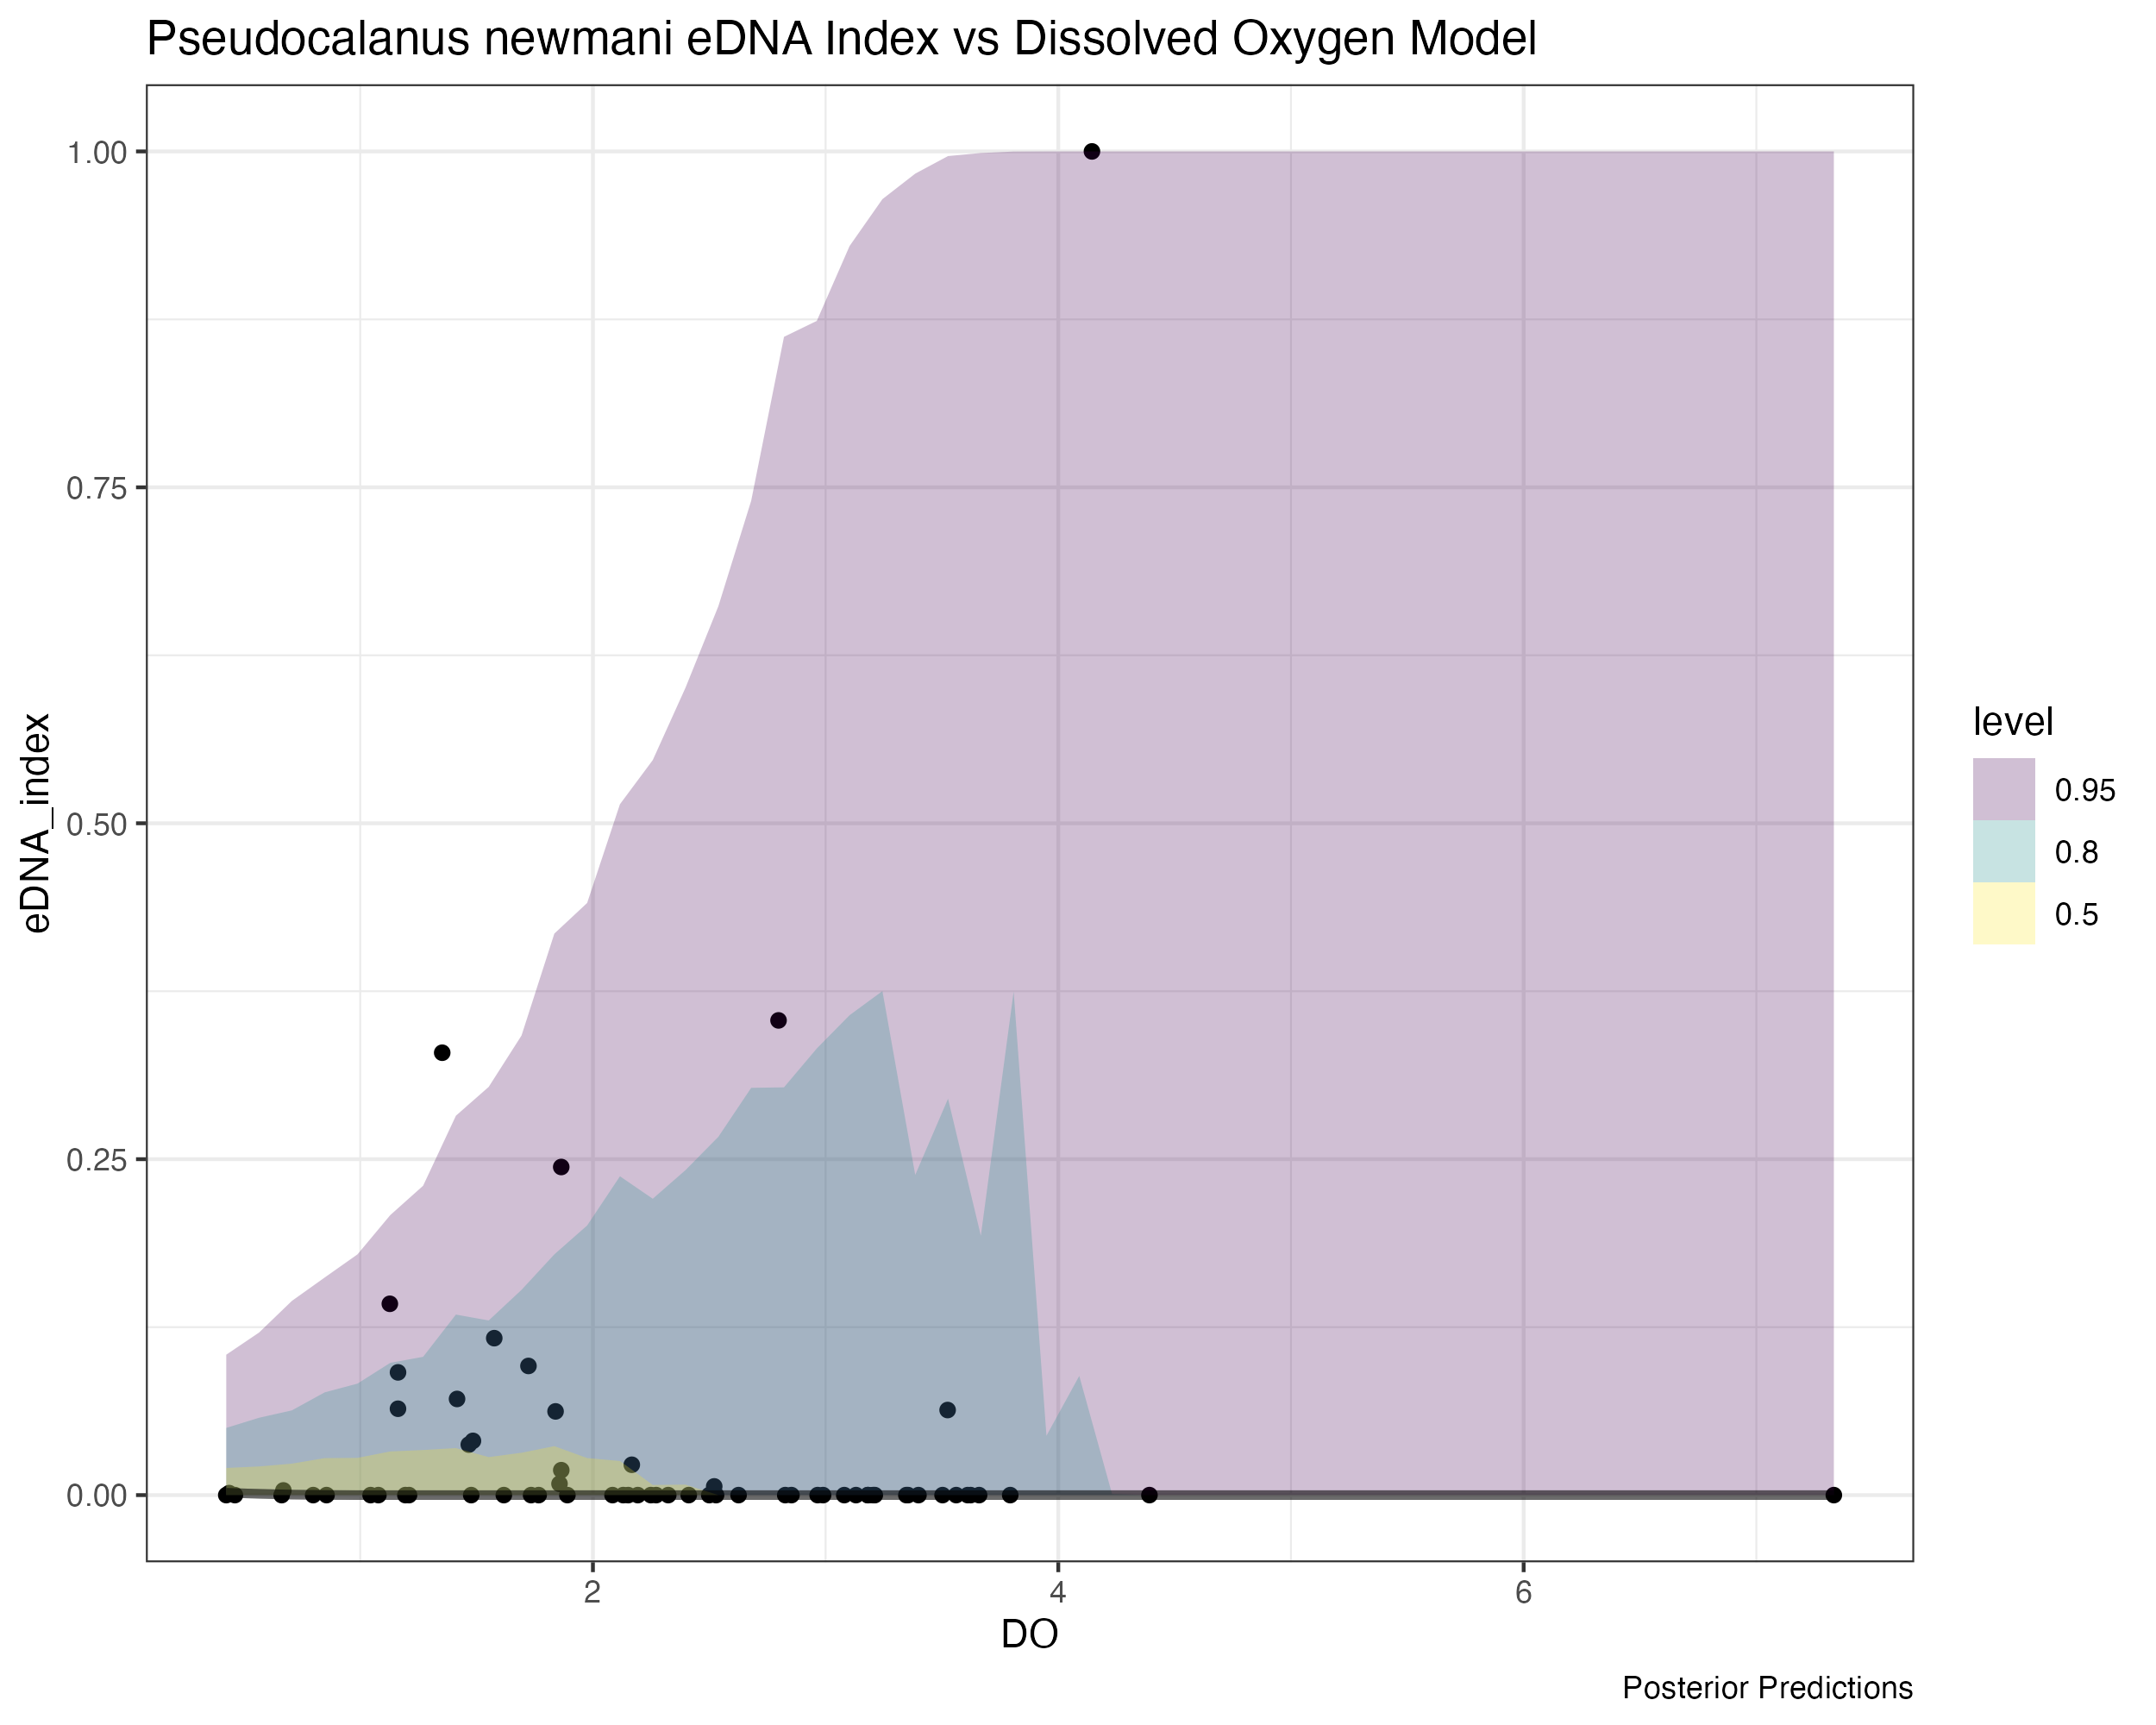 Pseudocalanus newmani eDNA Index vs Dissolved Oxygen Model
1.00
0.75
0.50
0.25
0.00
eDNA_index
2 4 6
DO
level
0.95
0.8
0.5
Posterior Predictions